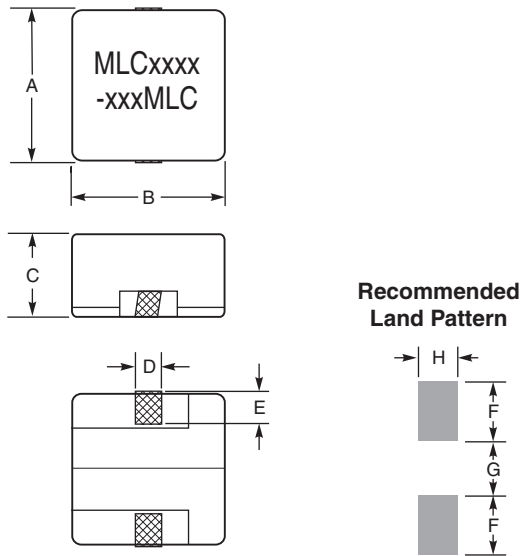 A
MLCxxxx
-xxxMLC
B
C
Recommended
Land Pattern
D
E
H
F
G
F